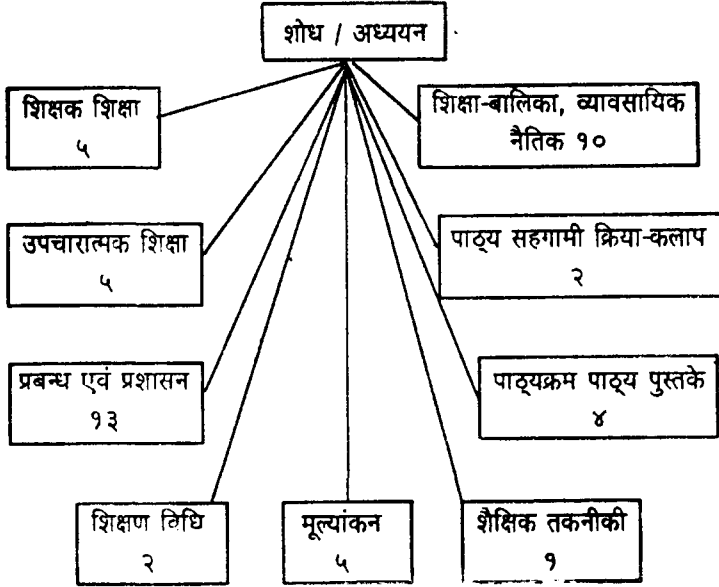 शोध / अध्ययन
शिक्षक शिक्षा
५
शिक्षा-बालिका, व्यावसायिक
नैतिक १०
उपचारात्मक शिक्षा
५
पाठ्य सहगामी क्रिया-कलाप
२
प्रबन्ध एवं प्रशासन
१३
पाठ्यक्रम पाठ्य पुस्तके
४
शिक्षण विधि
२
मूल्यांकन
५
शैक्षिक तकनीकी
१